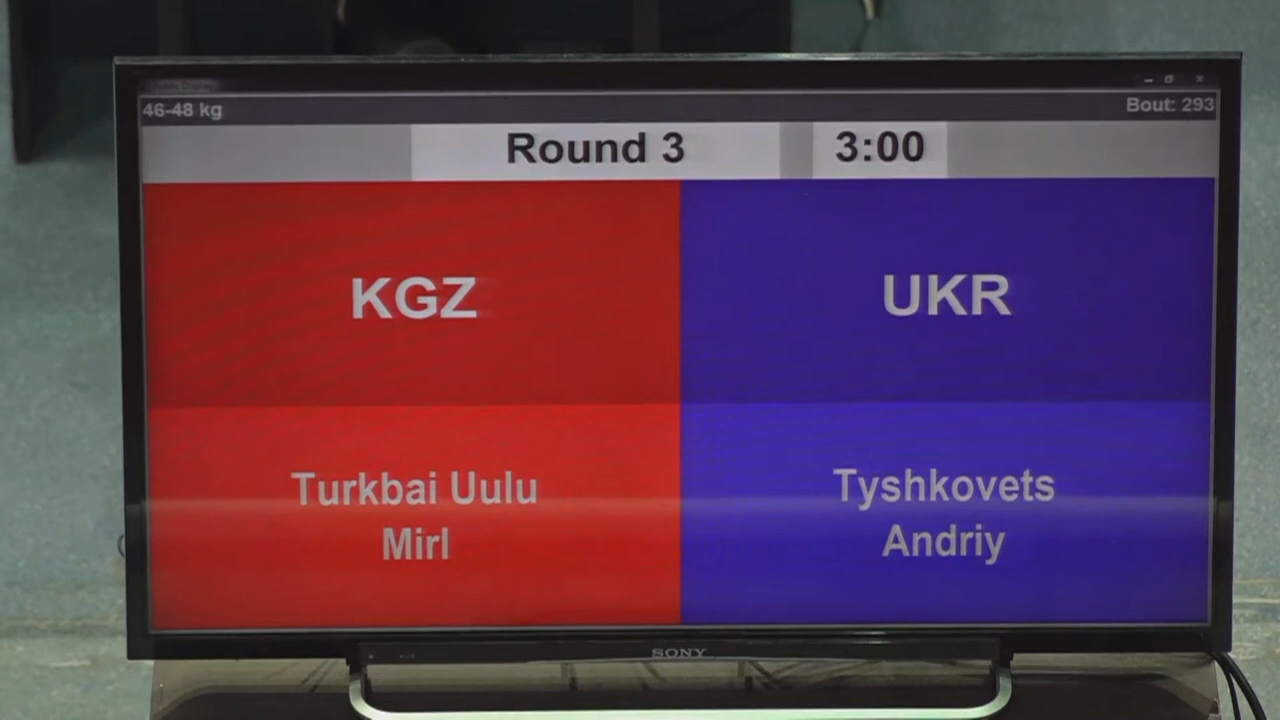 46-48 kg
Bout: 293
Round 3
3:00
KGZ
UKR
Turkbai Uulu
Mirl
Tyshkovets
Andriy
SONY